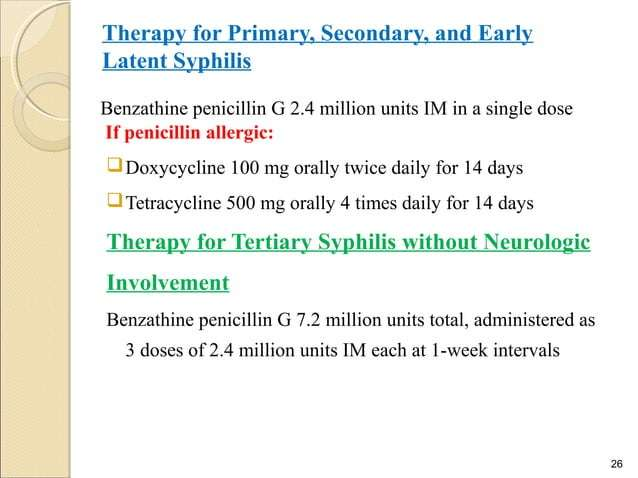 Therapy for Primary, Secondary, and Early
Latent Syphilis
Benzathine penicillin G 2.4 million units IM in a single dose
If penicillin allergic:
Doxycycline 100 mg orally twice daily for 14 days
Tetracycline 500 mg orally 4 times daily for 14 days
Therapy for Tertiary Syphilis without Neurologic
Involvement
Benzathine penicillin G 7.2 million units total, administered as
3 doses of 2.4 million units IM each at 1-week intervals
26